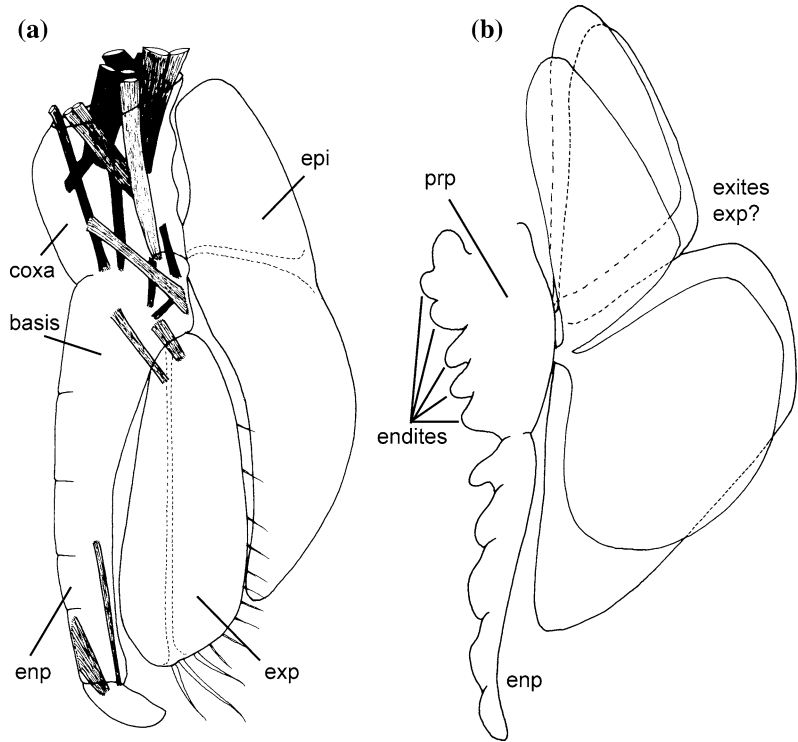 (a)
epi
coxa
basis
enp
exp
(b)
prp
exites
exp?
endites
enp